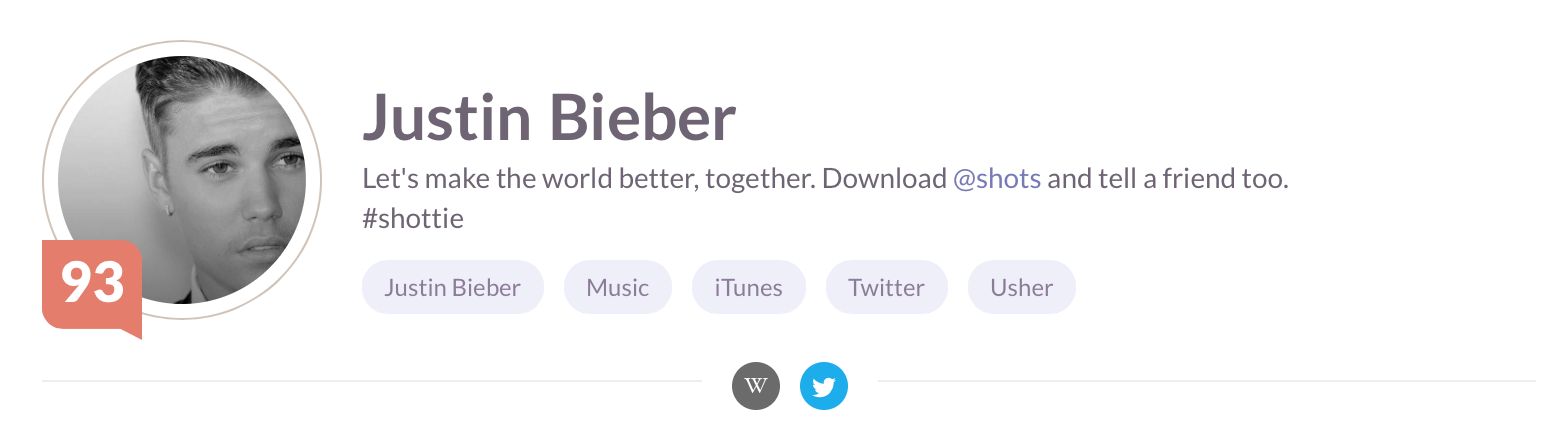 Justin Bieber
Let's make the world better, together. Download @shots and tell a friend too.
#shottie
93
Justin Bieber Music iTunes Twitter Usher
W